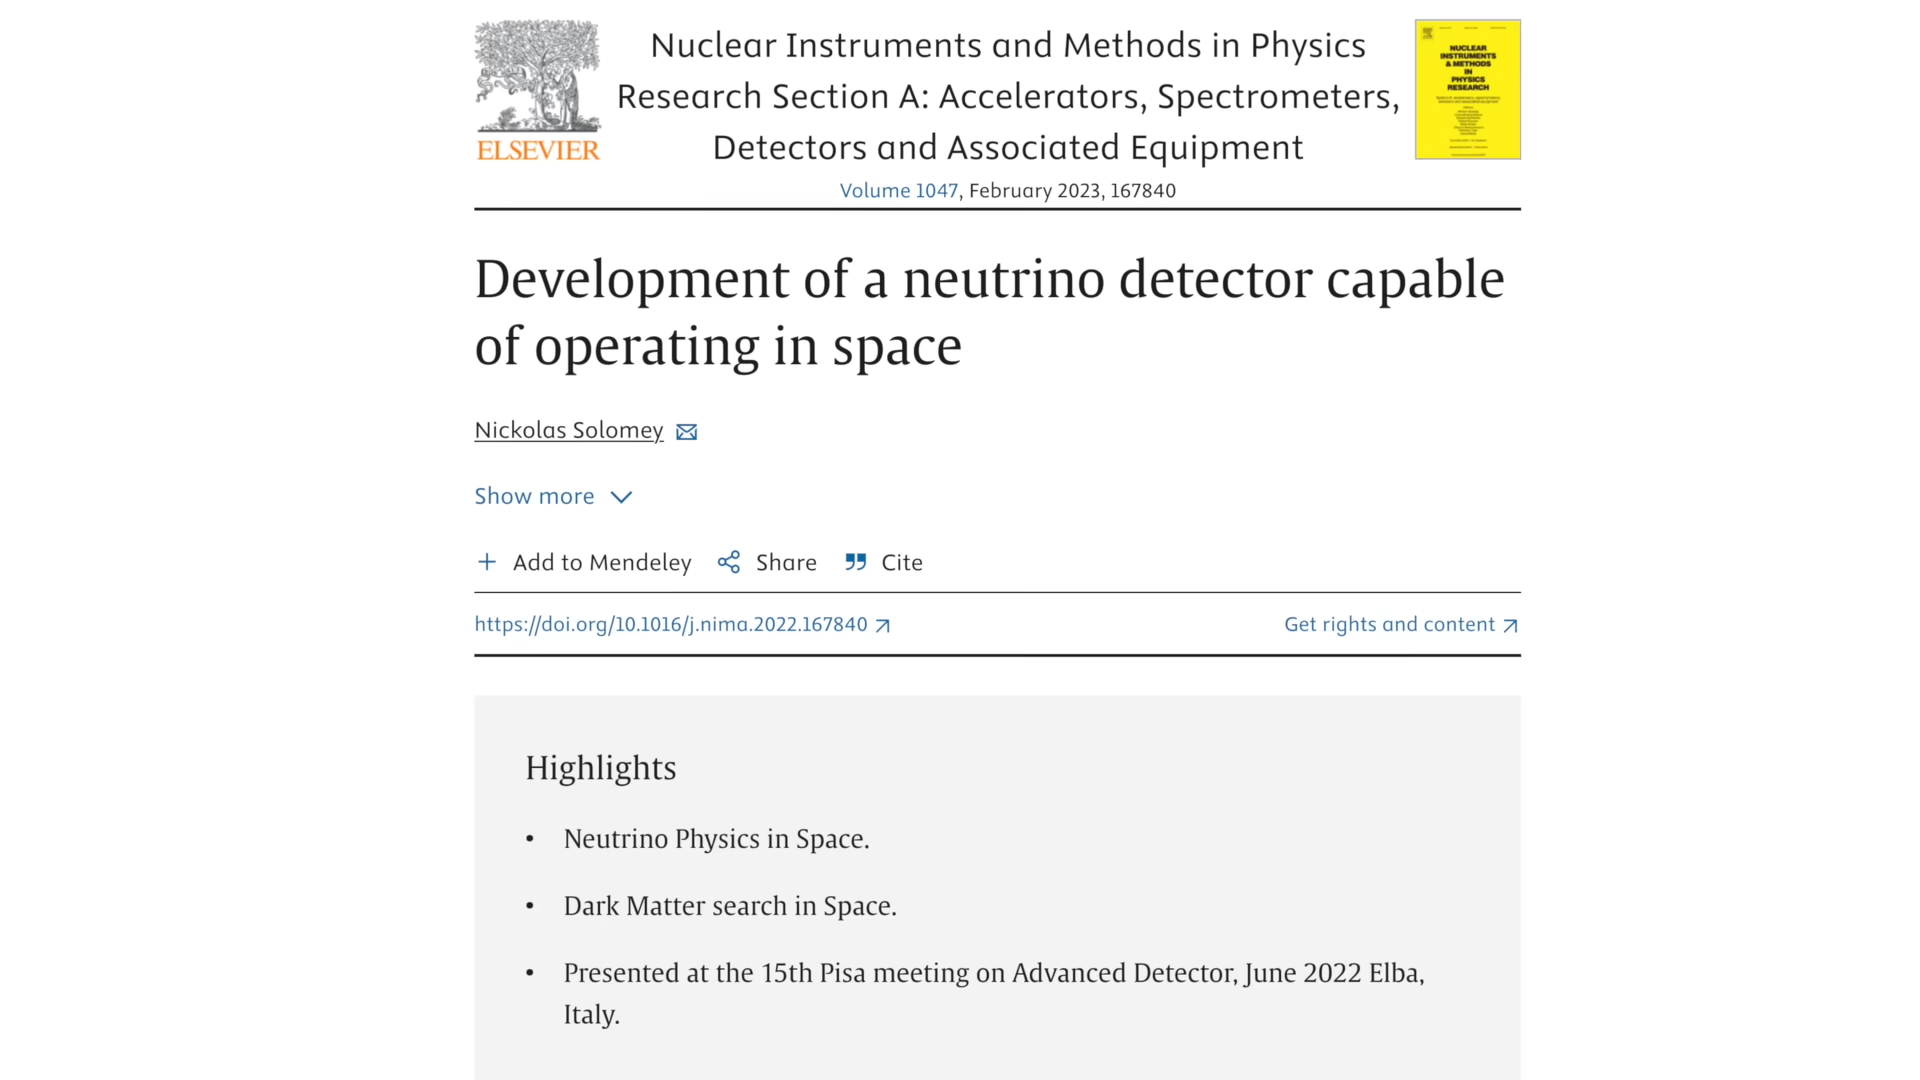 Nuclear Instruments and Methods in Physics
Research Section A: Accelerators, Spectrometers,
Detectors and Associated Equipment
Volume 1047, February 2023, 167840
ELSEVIER
NUCLEAR
INSTRUMENTS
& METHODS
IN
PHYSICS
RESEARCH
Development of a neutrino detector capable
of operating in space
Nickolas Solomey
Show more
Add to Mendeley Share Cite
https://doi.org/10.1016/j.nima.2022.167840 Get rights and content
Highlights
• Neutrino Physics in Space.
• Dark Matter search in Space.
• Presented at the 15th Pisa meeting on Advanced Detector, June 2022 Elba,
Italy.